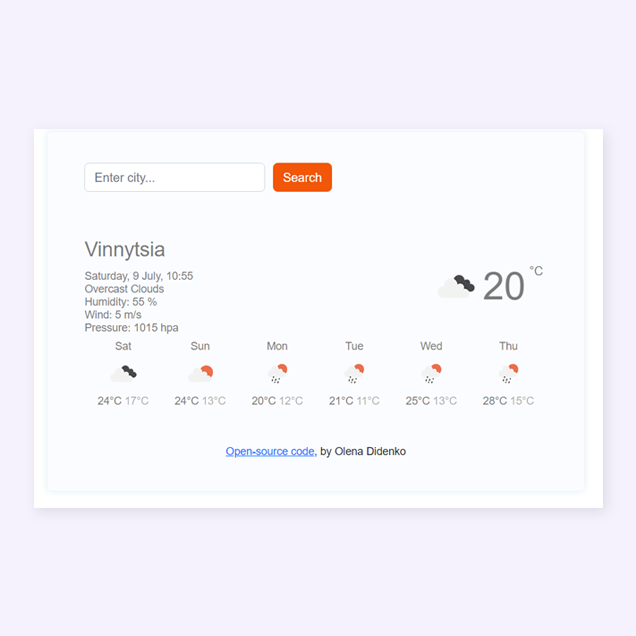 Enter city...
Search
Vinnytsia
Saturday, 9 July, 10:55
Overcast Clouds
Humidity: 55 %
Wind: 5 m/s
Pressure: 1015 hpa
20 °C
Sat Sun Mon Tue Wed Thu
24°C 17°C 24°C 13°C 20°C 12°C 21°C 11°C 25°C 13°C 28°C 15°C
Open-source code, by Olena Didenko